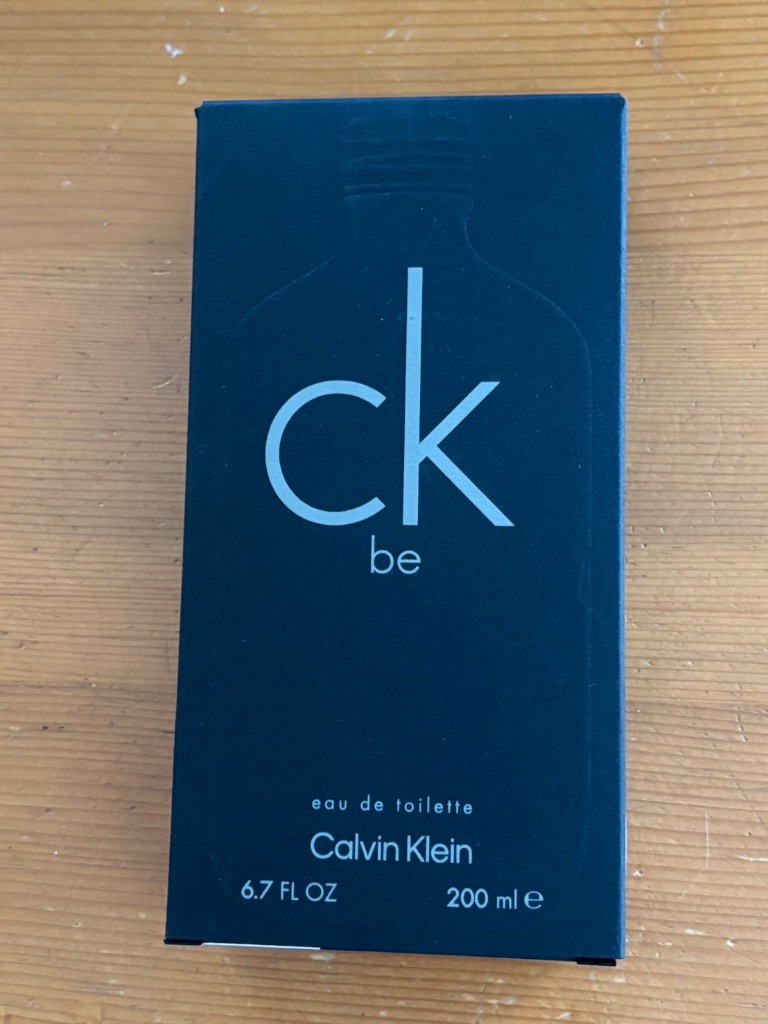 ck
be
eau de toilette
Calvin Klein
6.7 FL OZ 200 ml ℮